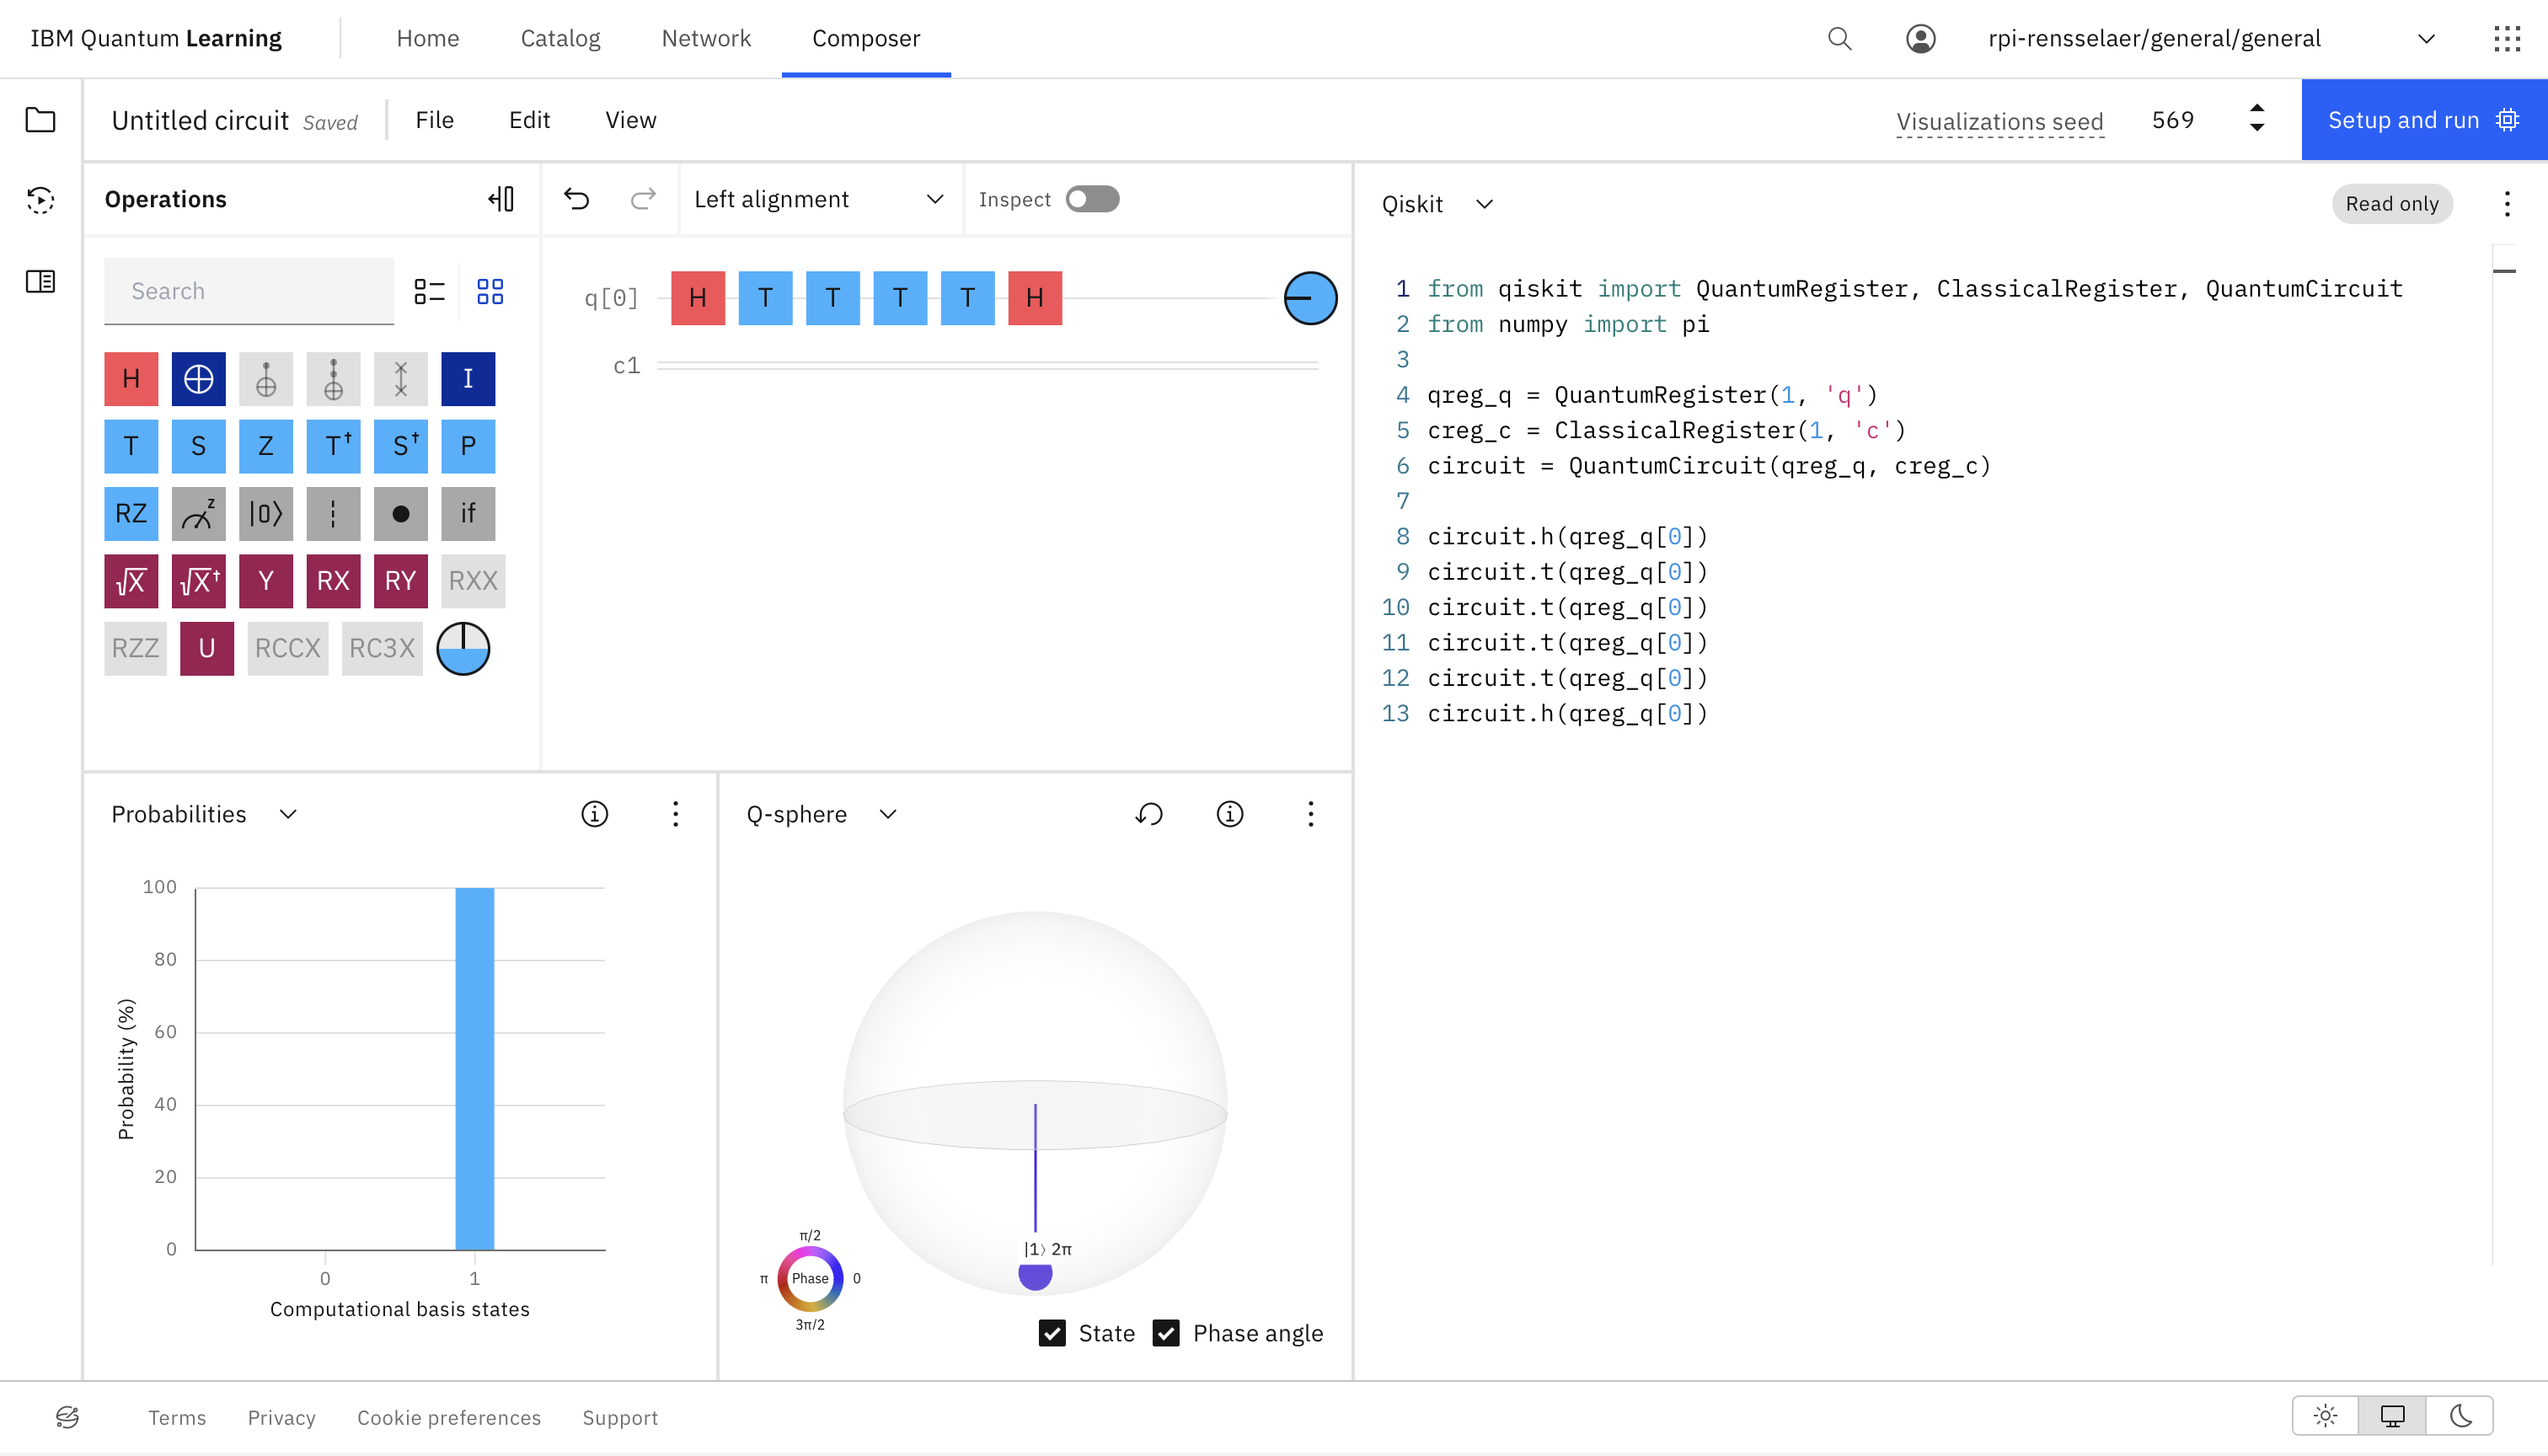 IBM Quantum Learning Home Catalog Network Composer rpi-rensselaer/general/general
Untitled circuit Saved File Edit View Visualizations seed 569 Setup and run
Operations Left alignment Inspect Qiskit Read only
Search
H I
T S Z T† S† P
RZ z |0⟩ if
√X √X† Y RX RY RXX
RZZ U RCCX RC3X
q[0] H T T T T H
c1
1 from qiskit import QuantumRegister, ClassicalRegister, QuantumCircuit
2 from numpy import pi
3
4 qreg_q = QuantumRegister(1, 'q')
5 creg_c = ClassicalRegister(1, 'c')
6 circuit = QuantumCircuit(qreg_q, creg_c)
7
8 circuit.h(qreg_q[0])
9 circuit.t(qreg_q[0])
10 circuit.t(qreg_q[0])
11 circuit.t(qreg_q[0])
12 circuit.t(qreg_q[0])
13 circuit.h(qreg_q[0])
Probabilities
Probability (%)
100
80
60
40
20
0
0 1
Computational basis states
Q-sphere
|1⟩ 2π
π/2
π Phase 0
3π/2
State Phase angle
Terms Privacy Cookie preferences Support